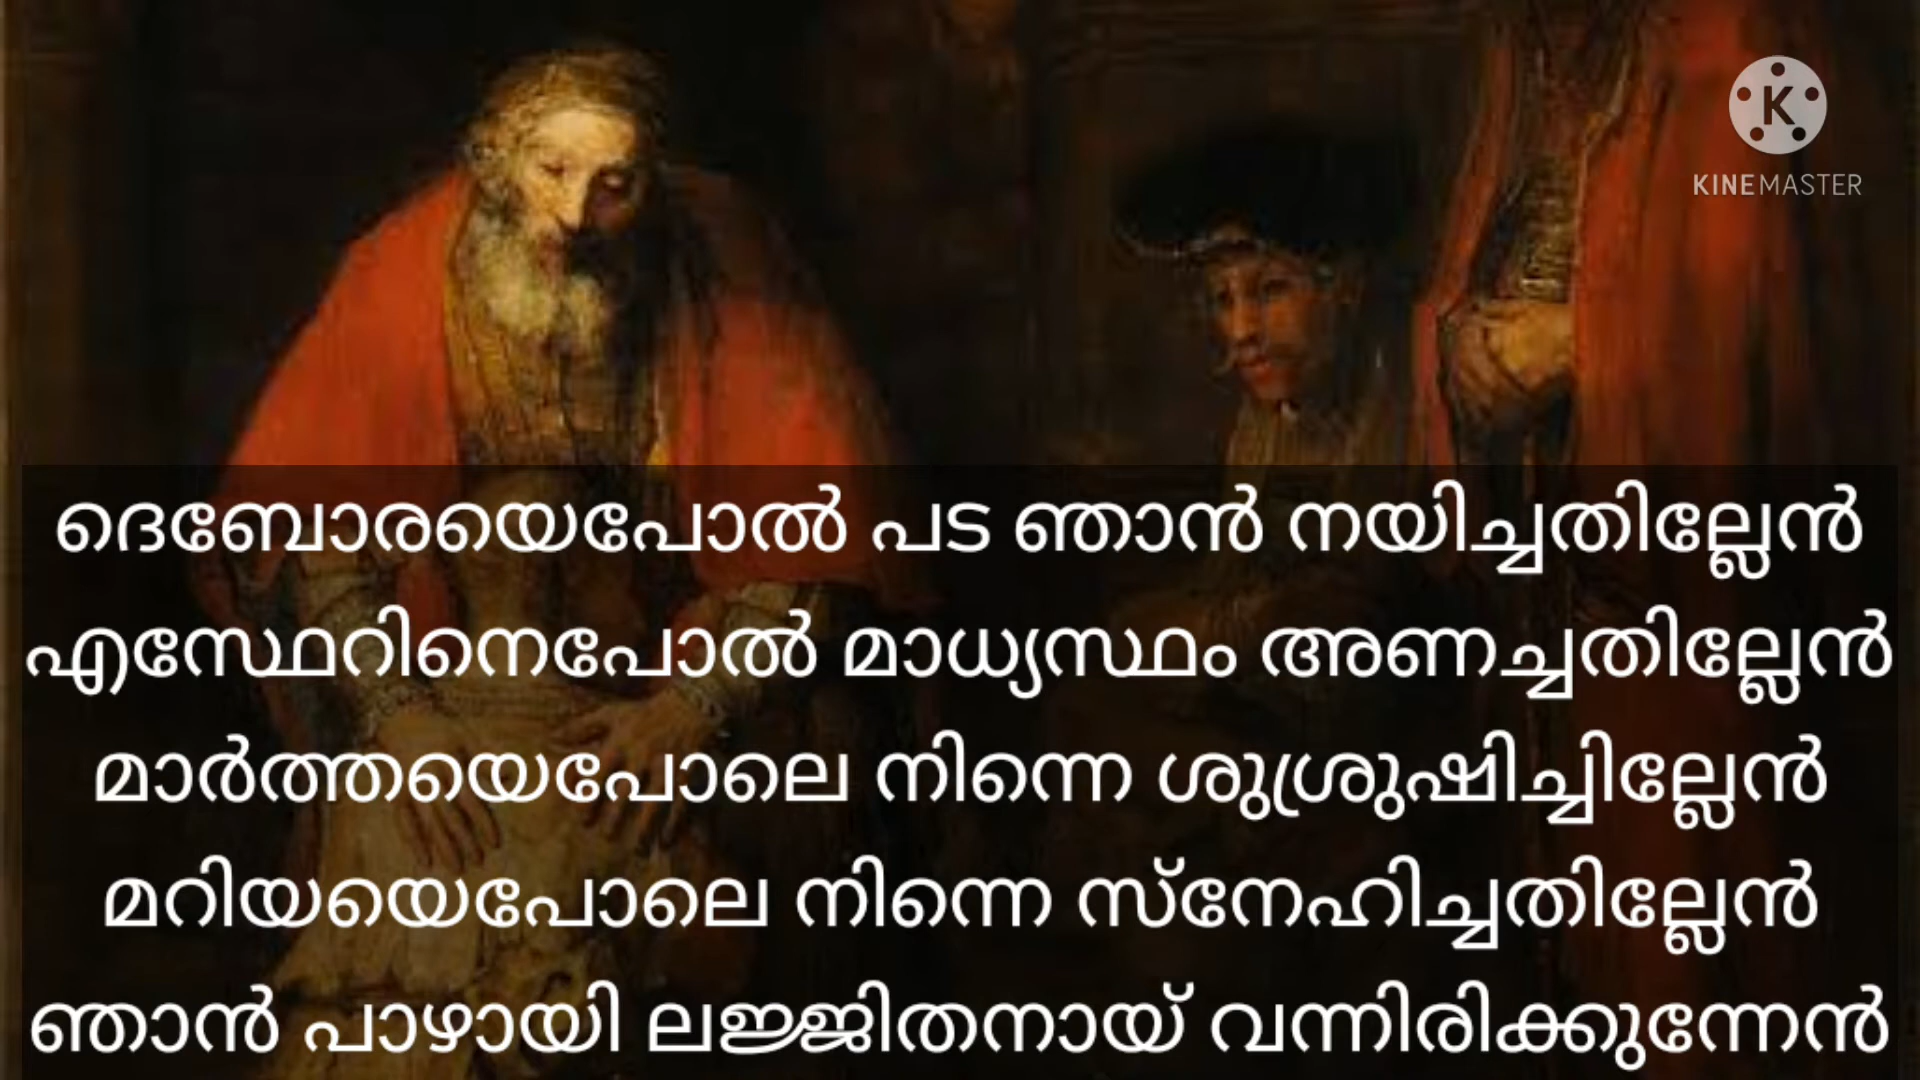 KINEMASTER
ദെബോരയെപോൽ പട ഞാൻ നയിച്ചതില്ലേൻ
എസ്ഥേറിനെപോൽ മാധ്യസ്ഥം അണച്ചതില്ലേൻ
മാർത്തയെപോലെ നിന്നെ ശുശ്രുഷിച്ചില്ലേൻ
മറിയയെപോലെ നിന്നെ സ്നേഹിച്ചതില്ലേൻ
ഞാൻ പാഴായി ലജ്ജിതനായ് വന്നിരിക്കുന്നേൻ